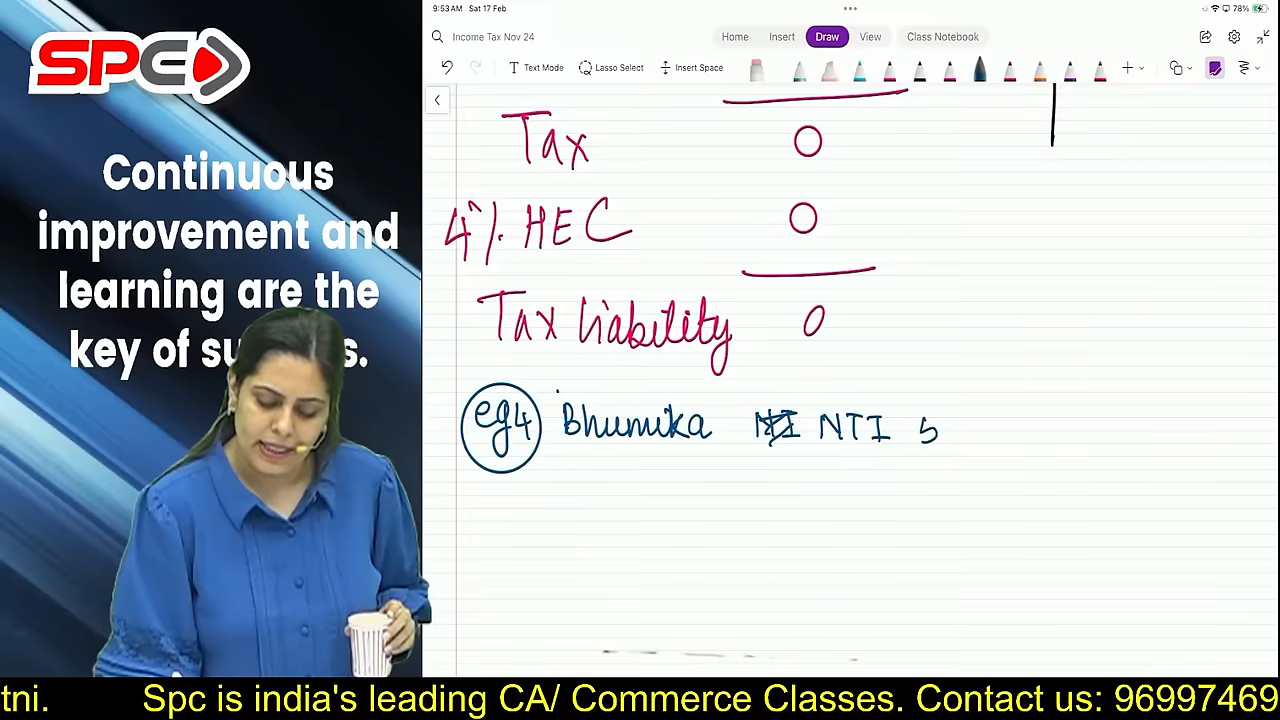 9:53 AM Sat 17 Feb
78%
Income Tax Nov 24
Home Insert Draw View Class Notebook
Text Mode Lasso Select Insert Space
SPC
Continuous
improvement and
learning are the
key of su s.
Tax 0
4% HEC 0
Tax liability 0
eg4 Bhumika NTI 5
tni. Spc is india's leading CA/ Commerce Classes. Contact us: 96997469